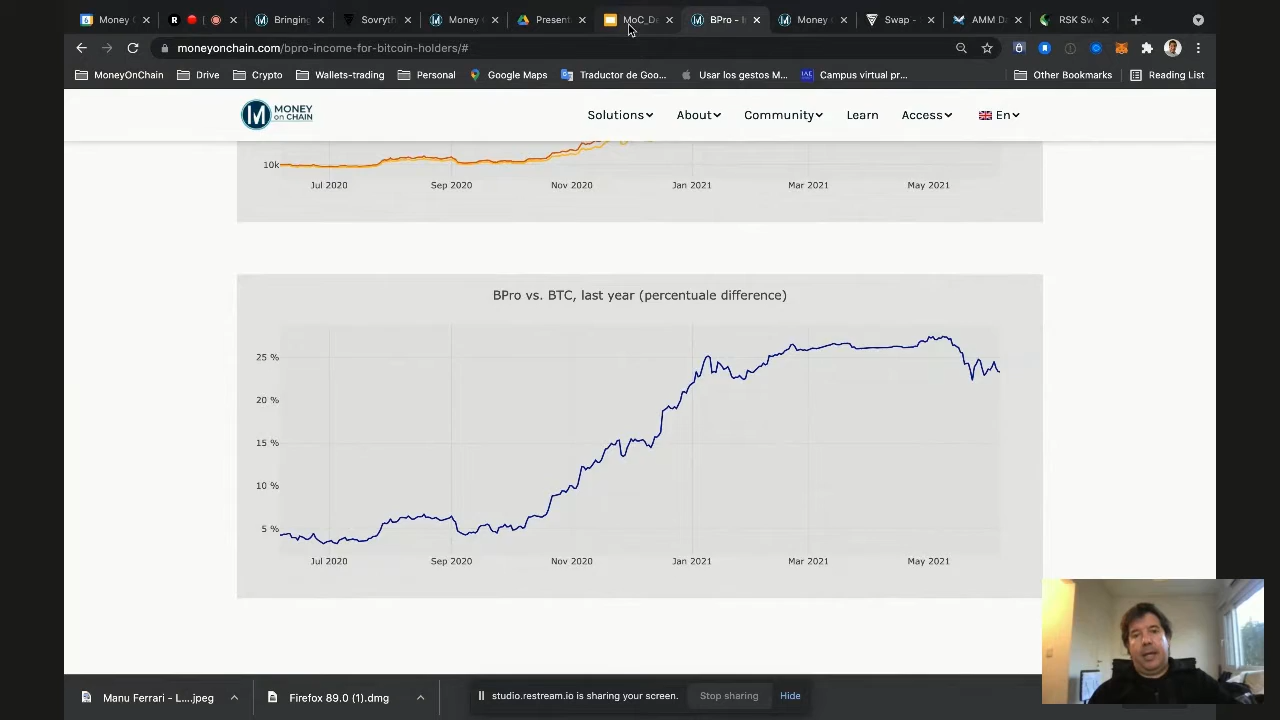 Money
R
Bringing
Sovryth
Money
Present
MoC_De
BPro - I
Money
Swap -
AMM Da
RSK Sw
moneyonchain.com/bpro-income-for-bitcoin-holders/#
MoneyOnChain
Drive
Crypto
Wallets-trading
Personal
Google Maps
Traductor de Goo...
Usar los gestos M...
Campus virtual pr...
Other Bookmarks
Reading List
MONEY
on CHAIN
Solutions
About
Community
Learn
Access
En
10k
Jul 2020
Sep 2020
Nov 2020
Jan 2021
Mar 2021
May 2021
BPro vs. BTC, last year (percentuale difference)
25 %
20 %
15 %
10 %
5 %
Jul 2020
Sep 2020
Nov 2020
Jan 2021
Mar 2021
May 2021
Manu Ferrari - L....jpeg
Firefox 89.0 (1).dmg
studio.restream.io is sharing your screen.
Stop sharing
Hide